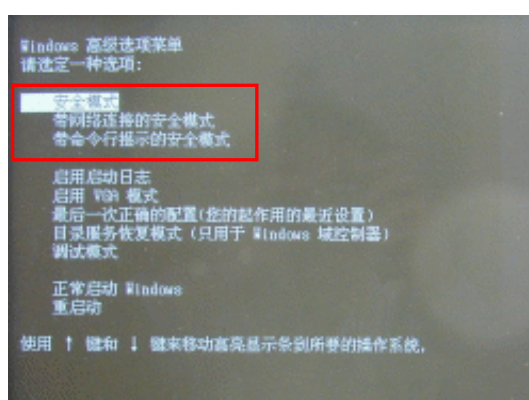 Windows 高级选项菜单
请选定一种选项:
安全模式
带网络连接的安全模式
带命令行提示的安全模式
启用启动日志
启用 VGA 模式
最后一次正确的配置(您的起作用的最近设置)
目录服务恢复模式(只用于 Windows 域控制器)
调试模式
正常启动 Windows
重启动
使用 ↑ 键和 ↓ 键来移动高亮显示条到所要的操作系统。